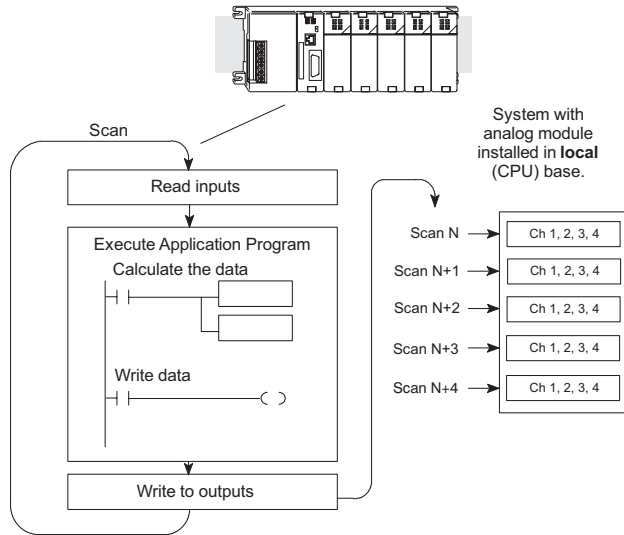 System with
analog module
installed in local
(CPU) base.
Scan
Read inputs
Execute Application Program
Calculate the data
Write data
Write to outputs
Scan N
Ch 1, 2, 3, 4
Scan N+1
Ch 1, 2, 3, 4
Scan N+2
Ch 1, 2, 3, 4
Scan N+3
Ch 1, 2, 3, 4
Scan N+4
Ch 1, 2, 3, 4